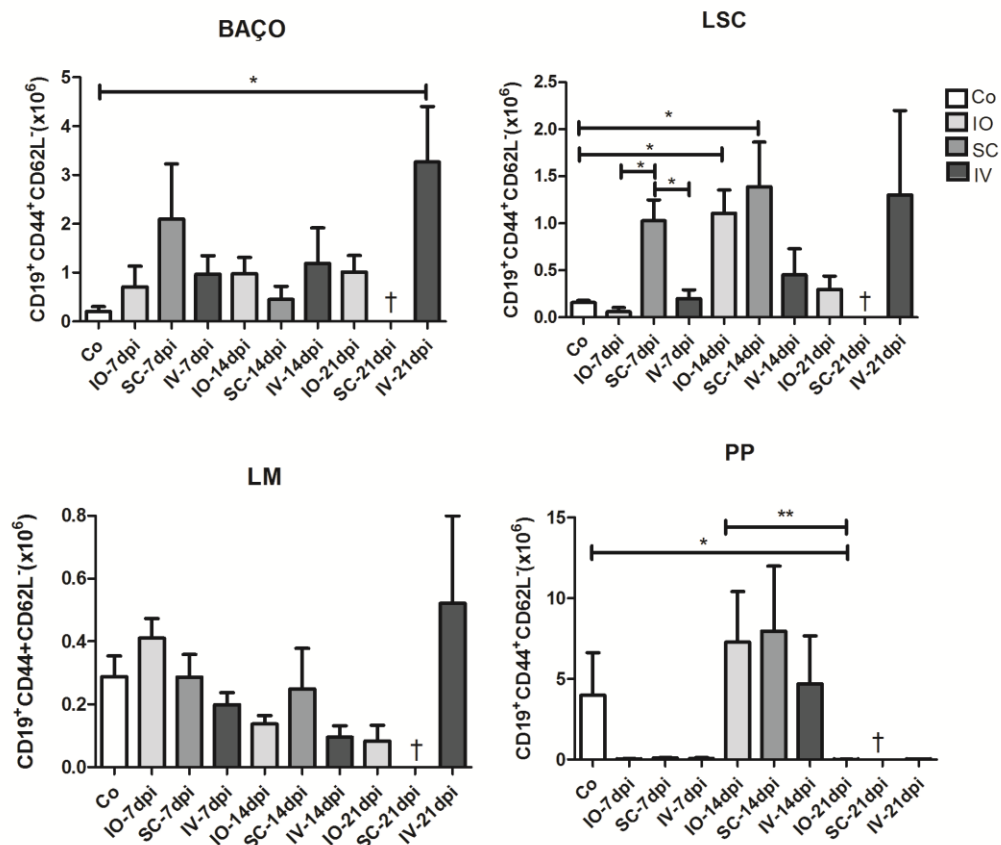 BAÇO
CD19⁺CD44⁺CD62L⁻(x10⁶)
5
4
3
2
1
0
*
†
Co
IO-7dpi
SC-7dpi
IV-7dpi
IO-14dpi
SC-14dpi
IV-14dpi
IO-21dpi
SC-21dpi
IV-21dpi
LSC
CD19⁺CD44⁺CD62L⁻(x10⁶)
2.5
2.0
1.5
1.0
0.5
0.0
*
*
*
*
†
Co
IO-7dpi
SC-7dpi
IV-7dpi
IO-14dpi
SC-14dpi
IV-14dpi
IO-21dpi
SC-21dpi
IV-21dpi
Co
IO
SC
IV
LM
CD19⁺CD44+CD62L⁻(x10⁶)
0.8
0.6
0.4
0.2
0.0
†
Co
IO-7dpi
SC-7dpi
IV-7dpi
IO-14dpi
SC-14dpi
IV-14dpi
IO-21dpi
SC-21dpi
IV-21dpi
PP
CD19⁺CD44⁺CD62L⁻(x10⁶)
15
10
5
0
**
*
†
Co
IO-7dpi
SC-7dpi
IV-7dpi
IO-14dpi
SC-14dpi
IV-14dpi
IO-21dpi
SC-21dpi
IV-21dpi